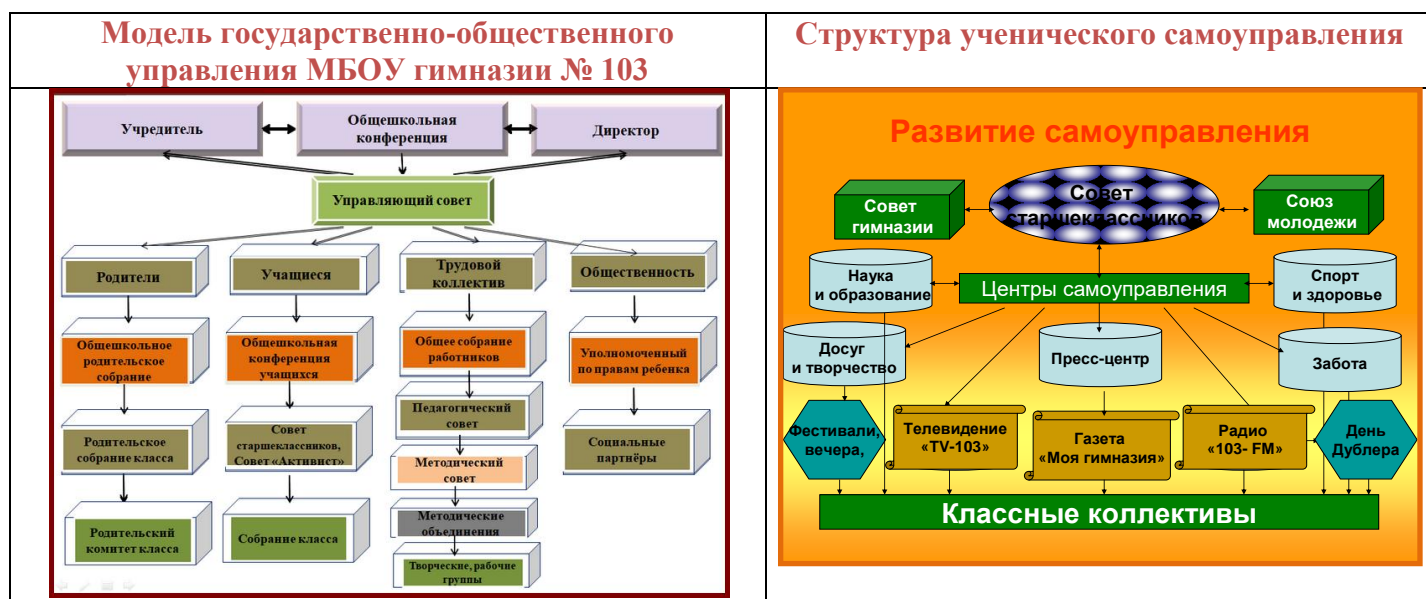 Модель государственно-общественного
управления МБОУ гимназии № 103
Учредитель
Общешкольная
конференция
Директор
Управляющий совет
Родители
Учащиеся
Трудовой
коллектив
Общественность
Общешкольное
родительское
собрание
Общешкольная
конференция
учащихся
Общее собрание
работников
Уполномоченный
по правам ребенка
Родительское
собрание класса
Совет
старшеклассников,
Совет «Активист»
Педагогический
совет
Социальные
партнёры
Методический
совет
Родительский
комитет класса
Собрание класса
Методические
объединения
Творческие, рабочие
группы
Структура ученического самоуправления
Развитие самоуправления
Совет
гимназии
Совет
старшеклассников
Союз
молодежи
Наука
и образование
Центры самоуправления
Спорт
и здоровье
Досуг
и творчество
Пресс-центр
Забота
Фестивали,
вечера,
Телевидение
«TV-103»
Газета
«Моя гимназия»
Радио
«103- FM»
День
Дублера
Классные коллективы